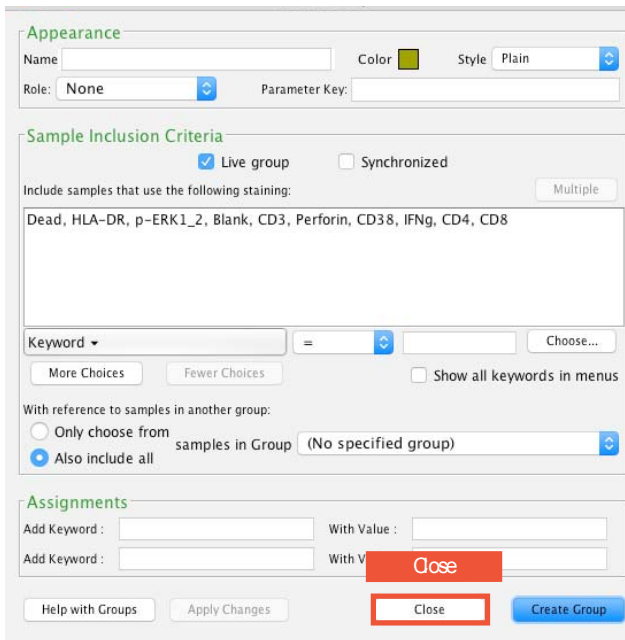 Appearance
Name Color Style Plain
Role: None Parameter Key:
Sample Inclusion Criteria
Live group Synchronized
Include samples that use the following staining: Multiple
Dead, HLA-DR, p-ERK1_2, Blank, CD3, Perforin, CD38, IFNg, CD4, CD8
Keyword = Choose...
More Choices Fewer Choices Show all keywords in menus
With reference to samples in another group:
Only choose from
samples in Group (No specified group)
Also include all
Assignments
Add Keyword : With Value :
Add Keyword : With V
Close
Help with Groups Apply Changes Close Create Group